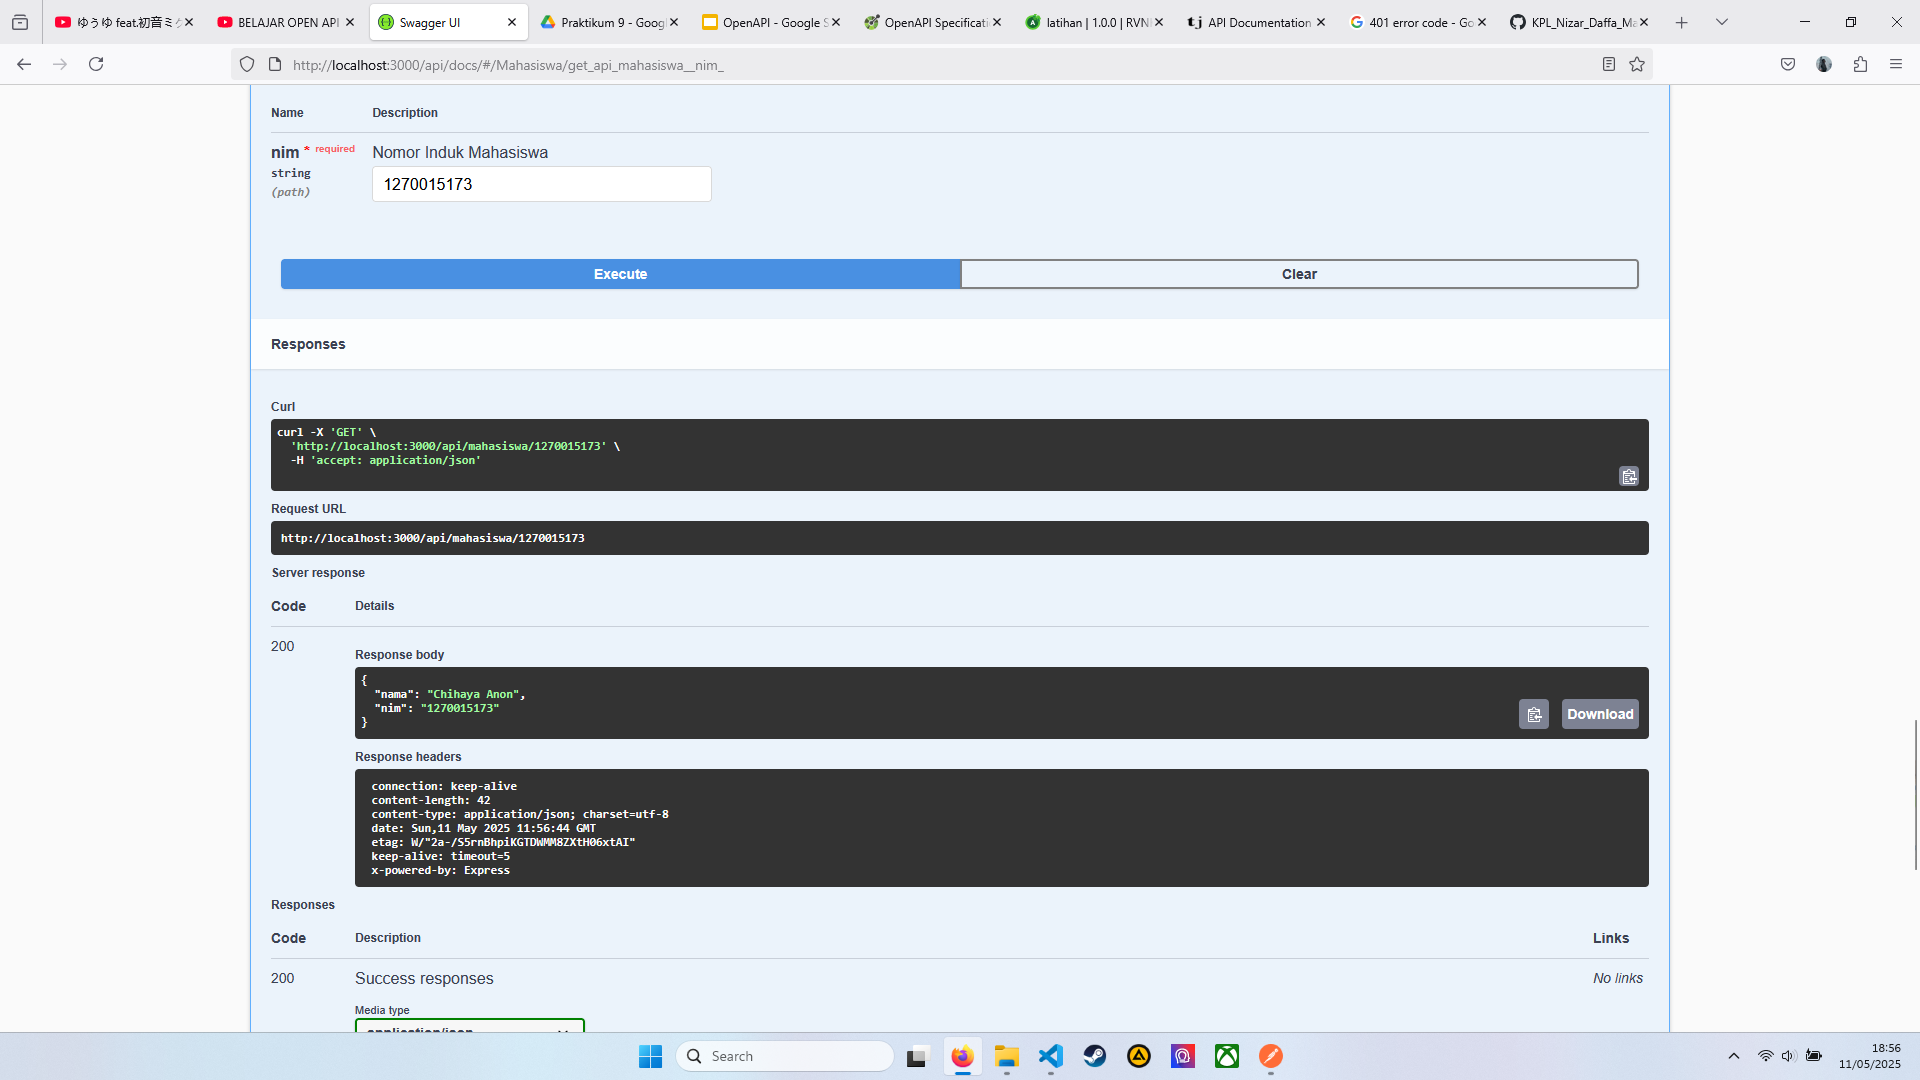 ゆうゆ feat.初音ミク
BELAJAR OPEN API
Swagger UI
Praktikum 9 - Googl
OpenAPI - Google S
OpenAPI Specificati
latihan | 1.0.0 | RVNI
API Documentation
401 error code - Go
KPL_Nizar_Daffa_Ma
http://localhost:3000/api/docs/#/Mahasiswa/get_api_mahasiswa__nim_
Name Description
nim * required
string
(path)
Nomor Induk Mahasiswa
1270015173
Execute
Clear
Responses
Curl
curl -X 'GET' \
'http://localhost:3000/api/mahasiswa/1270015173' \
-H 'accept: application/json'
Request URL
http://localhost:3000/api/mahasiswa/1270015173
Server response
Code Details
200
Response body
{
"nama": "Chihaya Anon",
"nim": "1270015173"
}
Download
Response headers
connection: keep-alive
content-length: 42
content-type: application/json; charset=utf-8
date: Sun,11 May 2025 11:56:44 GMT
etag: W/"2a-/S5rnBhpiKGTDWMM8ZXtH06xtAI"
keep-alive: timeout=5
x-powered-by: Express
Responses
Code Description Links
200 Success responses No links
Media type
application/json
Search
18:56
11/05/2025